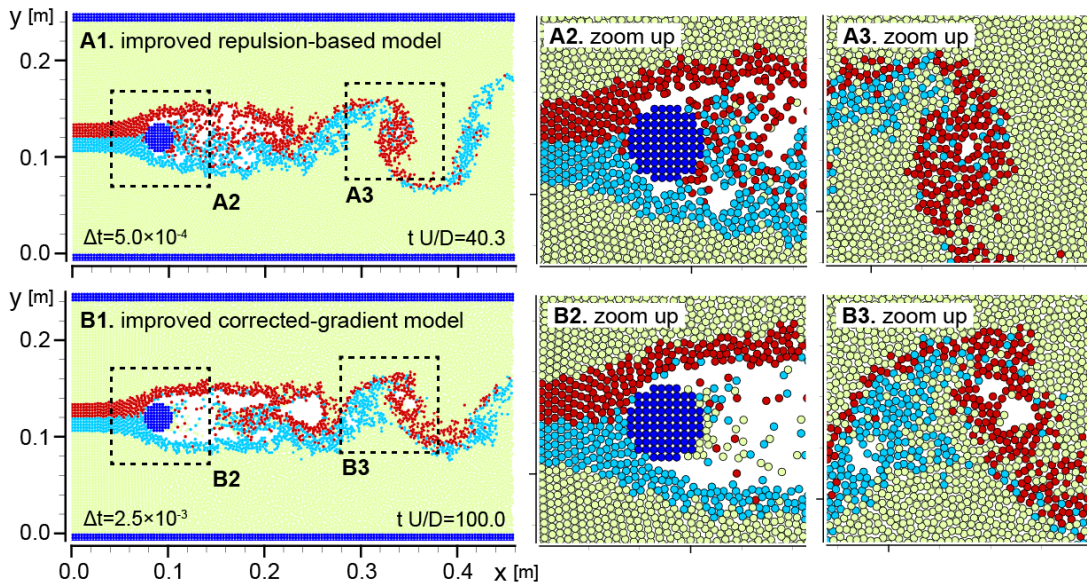 y [m]
A1. improved repulsion-based model
0.2
0.1
0.0
A2
A3
Δt=5.0×10⁻⁴
t U/D=40.3
A2. zoom up
A3. zoom up
y [m]
B1. improved corrected-gradient model
0.2
0.1
0.0
B2
B3
Δt=2.5×10⁻³
t U/D=100.0
0.0 0.1 0.2 0.3 x [m] 0.4
B2. zoom up
B3. zoom up